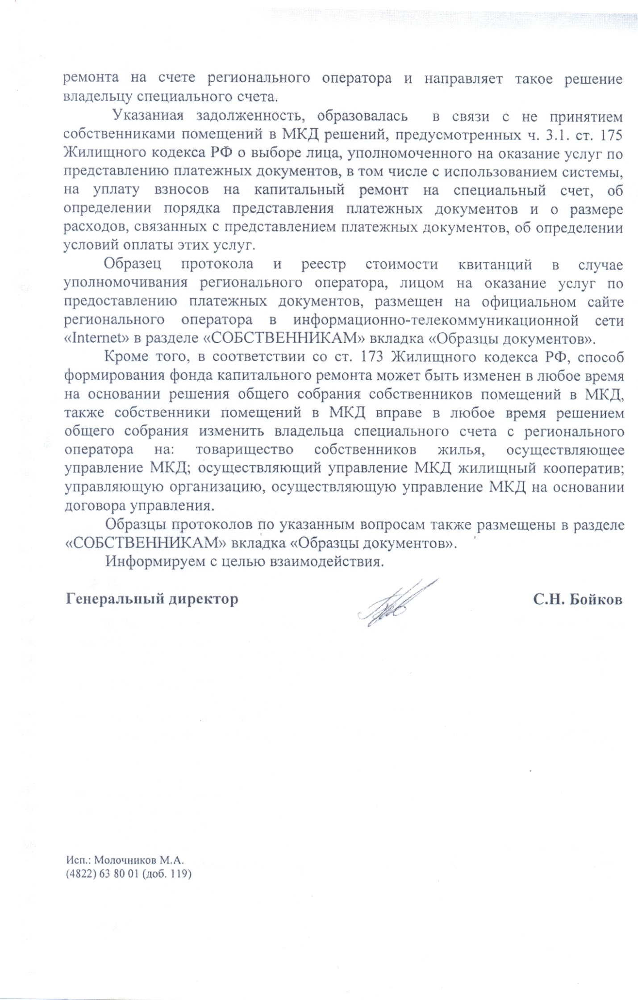 ремонта на счете регионального оператора и направляет такое решение
владельцу специального счета.
Указанная задолженность, образовалась в связи с не принятием
собственниками помещений в МКД решений, предусмотренных ч. 3.1. ст. 175
Жилищного кодекса РФ о выборе лица, уполномоченного на оказание услуг по
представлению платежных документов, в том числе с использованием системы,
на уплату взносов на капитальный ремонт на специальный счет, об
определении порядка представления платежных документов и о размере
расходов, связанных с представлением платежных документов, об определении
условий оплаты этих услуг.
Образец протокола и реестр стоимости квитанций в случае
уполномочивания регионального оператора, лицом на оказание услуг по
предоставлению платежных документов, размещен на официальном сайте
регионального оператора в информационно-телекоммуникационной сети
«Internet» в разделе «СОБСТВЕННИКАМ» вкладка «Образцы документов».
Кроме того, в соответствии со ст. 173 Жилищного кодекса РФ, способ
формирования фонда капитального ремонта может быть изменен в любое время
на основании решения общего собрания собственников помещений в МКД,
также собственники помещений в МКД вправе в любое время решением
общего собрания изменить владельца специального счета с регионального
оператора на: товарищество собственников жилья, осуществляющее
управление МКД; осуществляющий управление МКД жилищный кооператив;
управляющую организацию, осуществляющую управление МКД на основании
договора управления.
Образцы протоколов по указанным вопросам также размещены в разделе
«СОБСТВЕННИКАМ» вкладка «Образцы документов».
Информируем с целью взаимодействия.
Генеральный директор С.Н. Бойков
Исп.: Молочников М.А.
(4822) 63 80 01 (доб. 119)